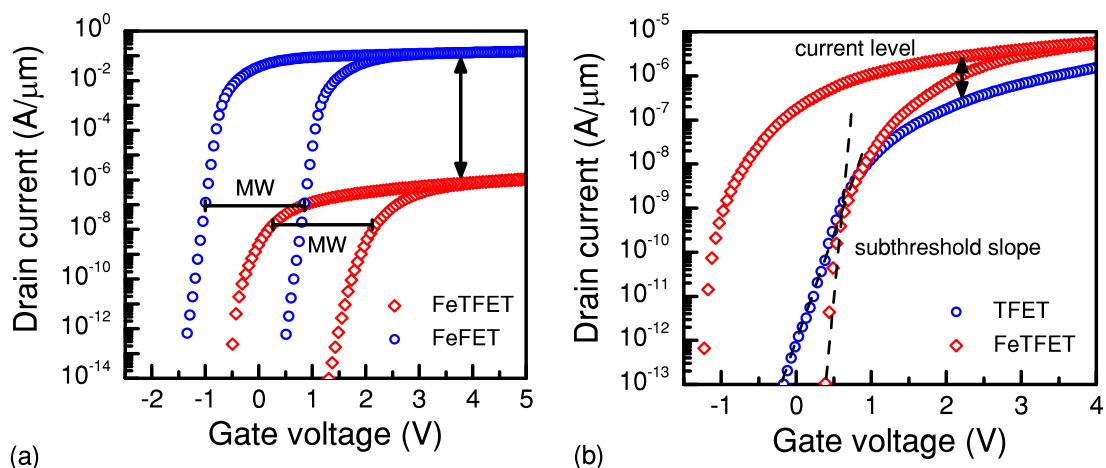 10^0
10^-2
10^-4
10^-6
10^-8
10^-10
10^-12
10^-14
Drain current (A/μm)
MW
MW
FeTFET
FeFET
-2 -1 0 1 2 3 4 5
Gate voltage (V)
(a)
10^-5
10^-6
10^-7
10^-8
10^-9
10^-10
10^-11
10^-12
10^-13
Drain current (A/μm)
current level
subthreshold slope
TFET
FeTFET
-1 0 1 2 3 4
Gate voltage (V)
(b)